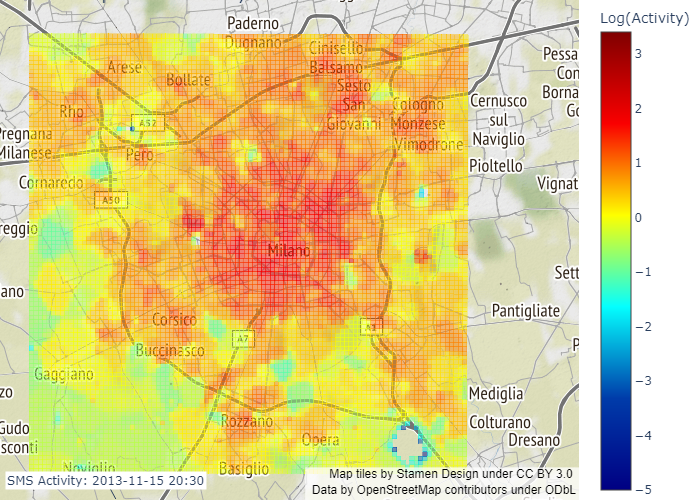 Paderno
Dugnano
Cinisello
Balsamo
Arese
Bollate
Sesto
San
Giovanni
Rho
A52
Cologno
Monzese
Cernusco
sul
Naviglio
Pessa
Con
Borna
Go
Pregnana
Milanese
Pero
Vimodrone
Pioltello
Vignat
Cornaredo
A50
reggio
Milano
Sett
ano
Corsico
A7
Pantigliate
Buccinasco
P
Gaggiano
zo
Mediglia
Rozzano
Colturano
Gudo
sconti
Opera
Dresano
Noviglio
Basiglio
SMS Activity: 2013-11-15 20:30
Map tiles by Stamen Design under CC BY 3.0
Data by OpenStreetMap contributors under ODbL
Log(Activity)
3
2
1
0
−1
−2
−3
−4
−5